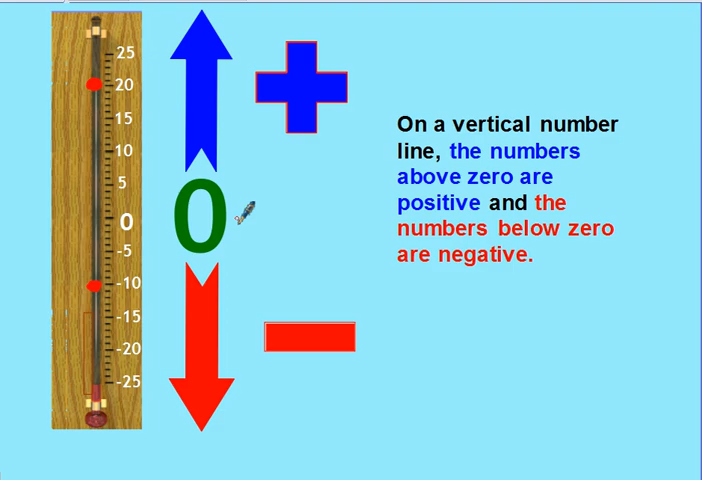 25
20
15
10
5
0
-5
-10
-15
-20
-25
0
On a vertical number
line, the numbers
above zero are
positive and the
numbers below zero
are negative.